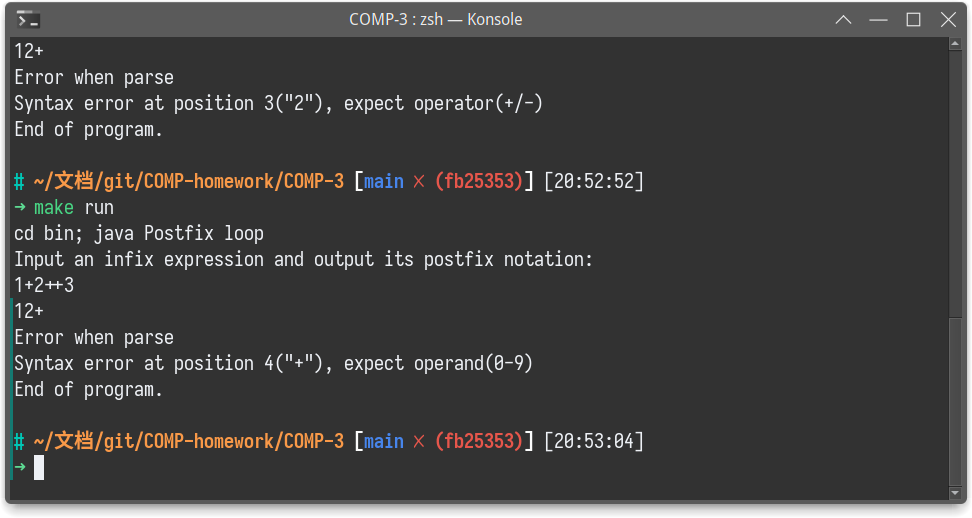 COMP-3 : zsh — Konsole
12+
Error when parse
Syntax error at position 3("2"), expect operator(+/-)
End of program.
# ~/文档/git/COMP-homework/COMP-3 [main × (fb25353)] [20:52:52]
→ make run
cd bin; java Postfix loop
Input an infix expression and output its postfix notation:
1+2++3
12+
Error when parse
Syntax error at position 4("+"), expect operand(0-9)
End of program.
# ~/文档/git/COMP-homework/COMP-3 [main × (fb25353)] [20:53:04]
→